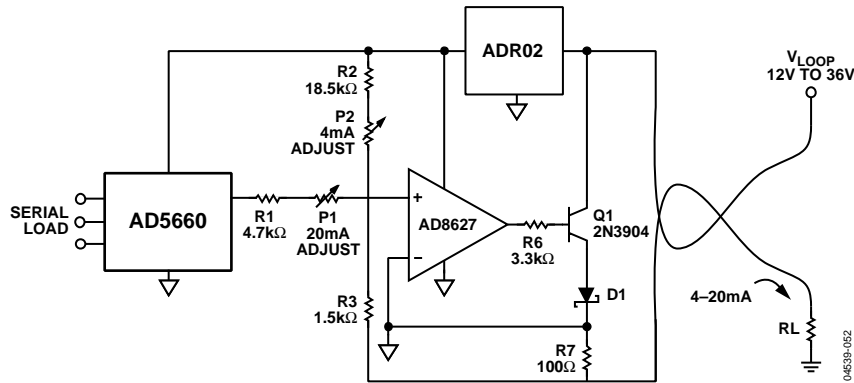 ADR02
V_LOOP
12V TO 36V
R2
18.5kΩ
P2
4mA
ADJUST
SERIAL
LOAD
AD5660
R1
4.7kΩ
P1
20mA
ADJUST
+
–
AD8627
R6
3.3kΩ
Q1
2N3904
D1
R3
1.5kΩ
R7
100Ω
4–20mA
RL
04539-052